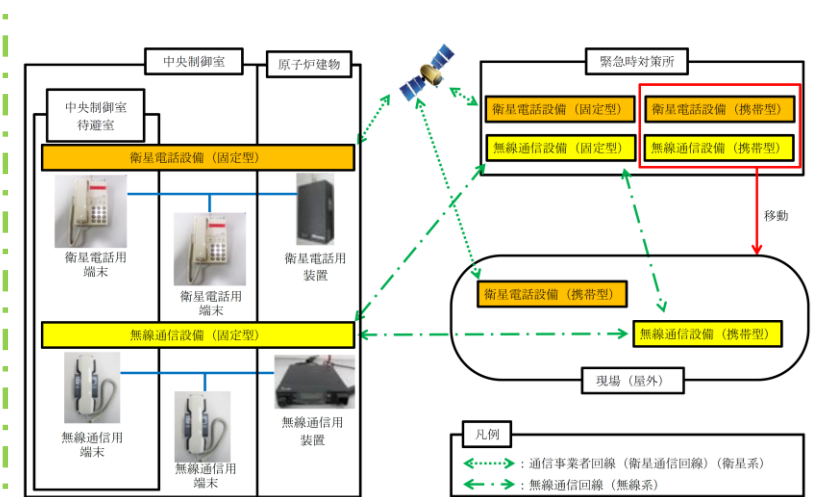 中央制御室
原子炉建物
中央制御室
待避室
衛星電話設備（固定型）
衛星電話用
端末
衛星電話用
端末
衛星電話用
装置
無線通信設備（固定型）
無線通信用
端末
無線通信用
端末
無線通信用
装置
緊急時対策所
衛星電話設備（固定型）
衛星電話設備（携帯型）
無線通信設備（固定型）
無線通信設備（携帯型）
移動
衛星電話設備（携帯型）
無線通信設備（携帯型）
現場（屋外）
凡例
：通信事業者回線（衛星通信回線）（衛星系）
：無線通信回線（無線系）